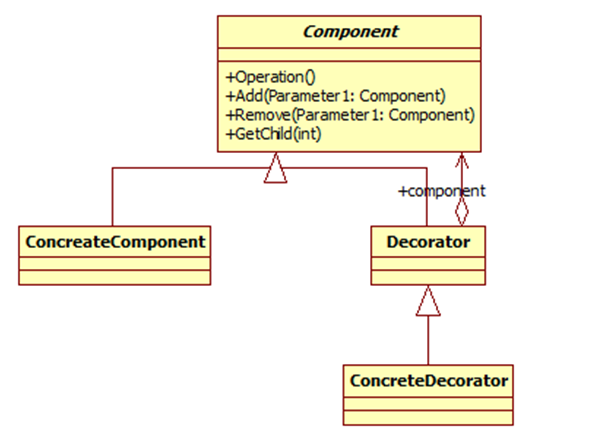 Component
+Operation()
+Add(Parameter1: Component)
+Remove(Parameter1: Component)
+GetChild(int)
+component
ConcreateComponent
Decorator
ConcreteDecorator